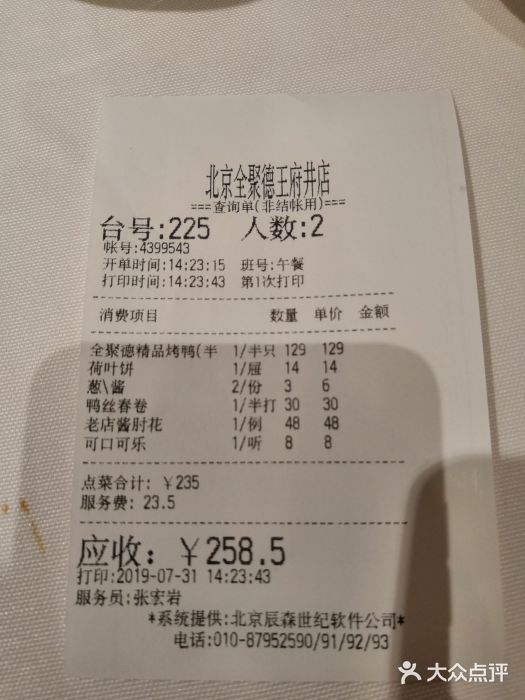 北京全聚德王府井店
===查询单(非结帐用)===
台号:225 人数:2
帐号:4399543
开单时间:14:23:15 班号:午餐
打印时间:14:23:43 第1次打印
消费项目 数量 单价 金额
全聚德精品烤鸭(半 1/半只 129 129
荷叶饼 1/屉 14 14
葱\酱 2/份 3 6
鸭丝春卷 1/半打 30 30
老店酱肘花 1/例 48 48
可口可乐 1/听 8 8
点菜合计: ¥235
服务费: 23.5
应收: ¥258.5
打印:2019-07-31 14:23:43
服务员:张宏岩
*系统提供:北京辰森世纪软件公司*
电话:010-87952590/91/92/93
大众点评